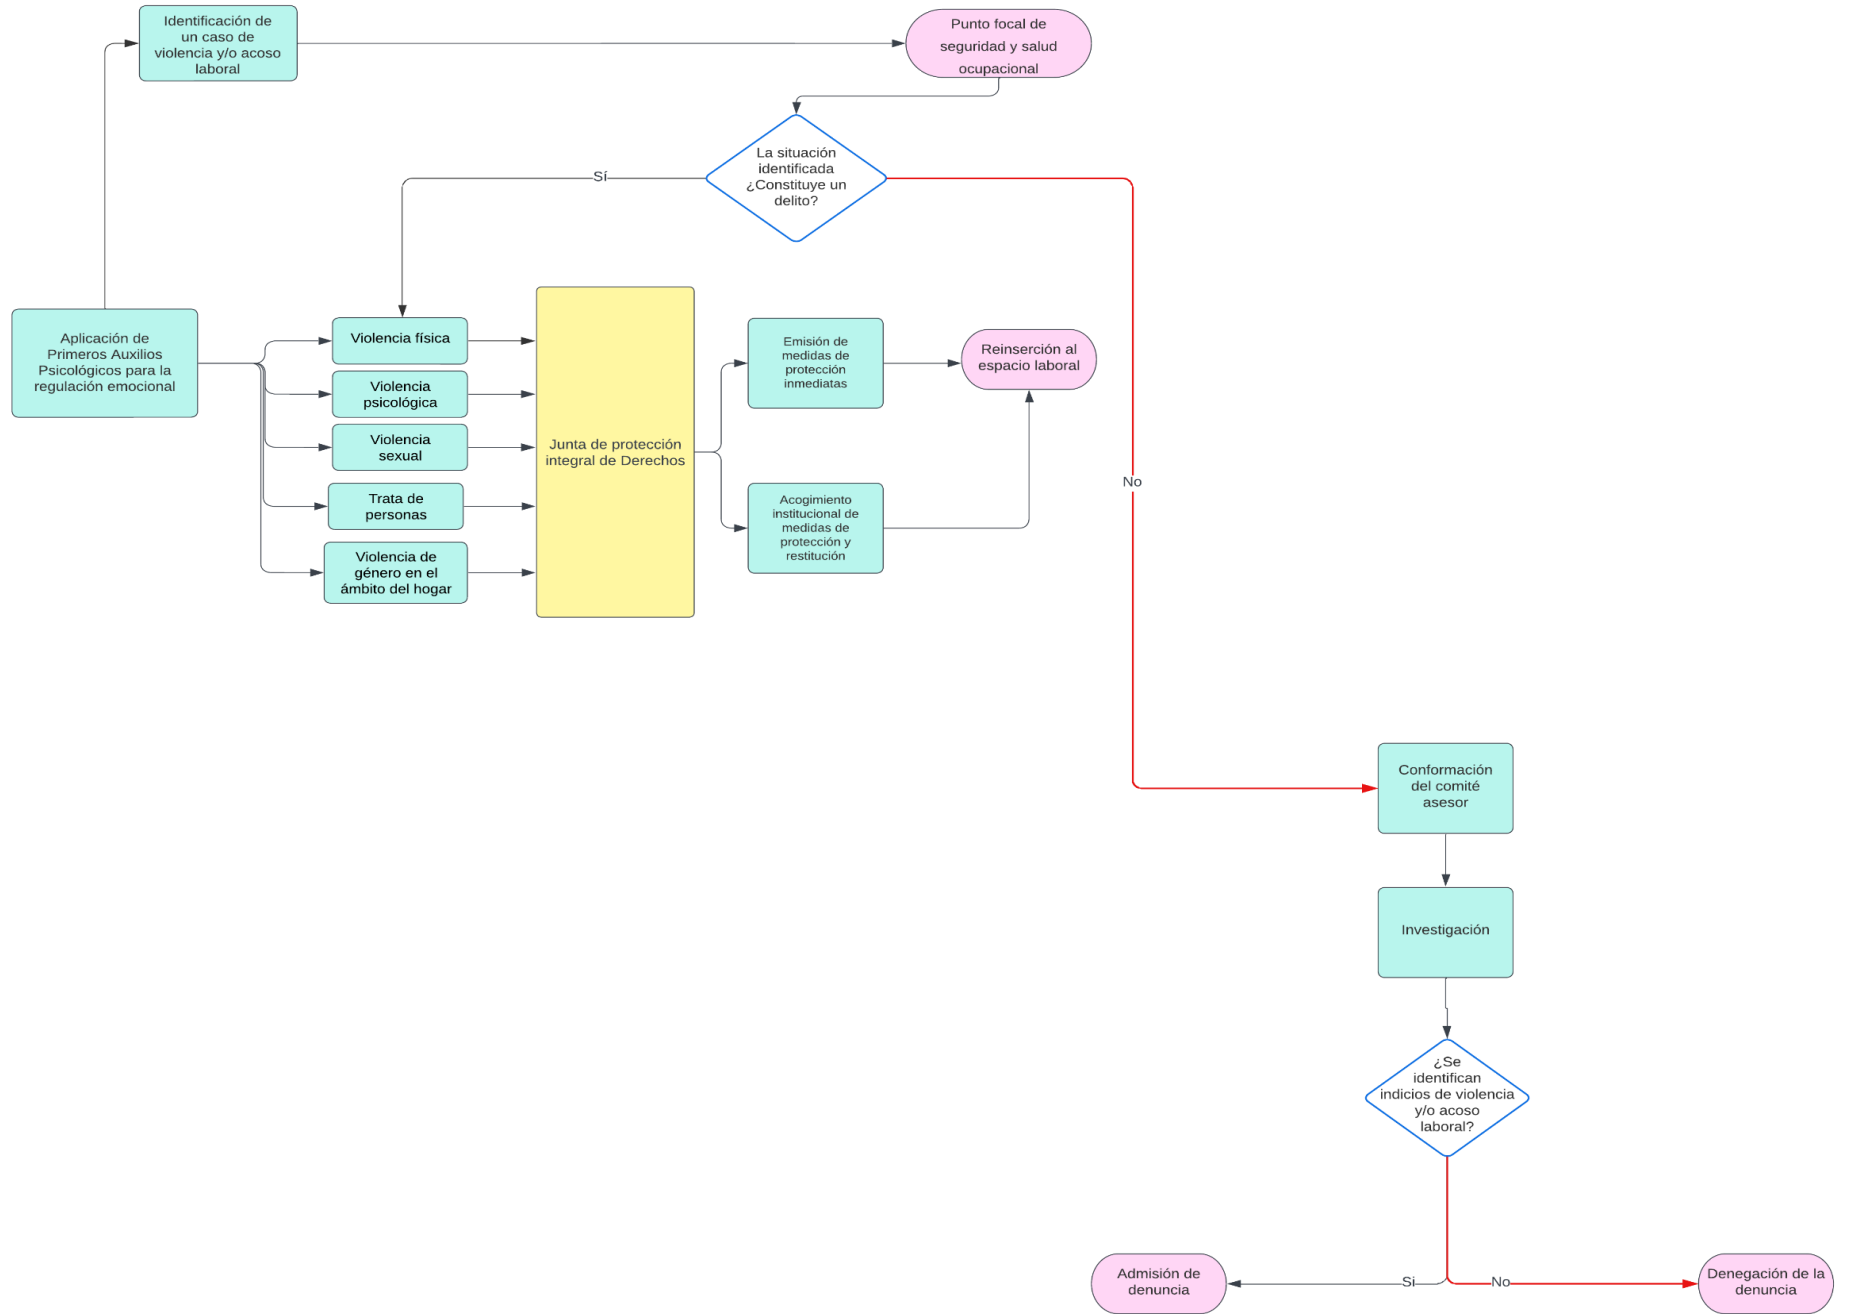 Identificación de
un caso de
violencia y/o acoso
laboral
Punto focal de
seguridad y salud
ocupacional
La situación
identificada
¿Constituye un
delito?
Sí
Aplicación de
Primeros Auxilios
Psicológicos para la
regulación emocional
Violencia física
Violencia
psicológica
Violencia
sexual
Trata de
personas
Violencia de
género en el
ámbito del hogar
Junta de protección
integral de Derechos
Emisión de
medidas de
protección
inmediatas
Acogimiento
institucional de
medidas de
protección y
restitución
Reinserción al
espacio laboral
No
Conformación
del comité
asesor
Investigación
¿Se
identifican
indicios de violencia
y/o acoso
laboral?
Si
No
Admisión de
denuncia
Denegación de la
denuncia